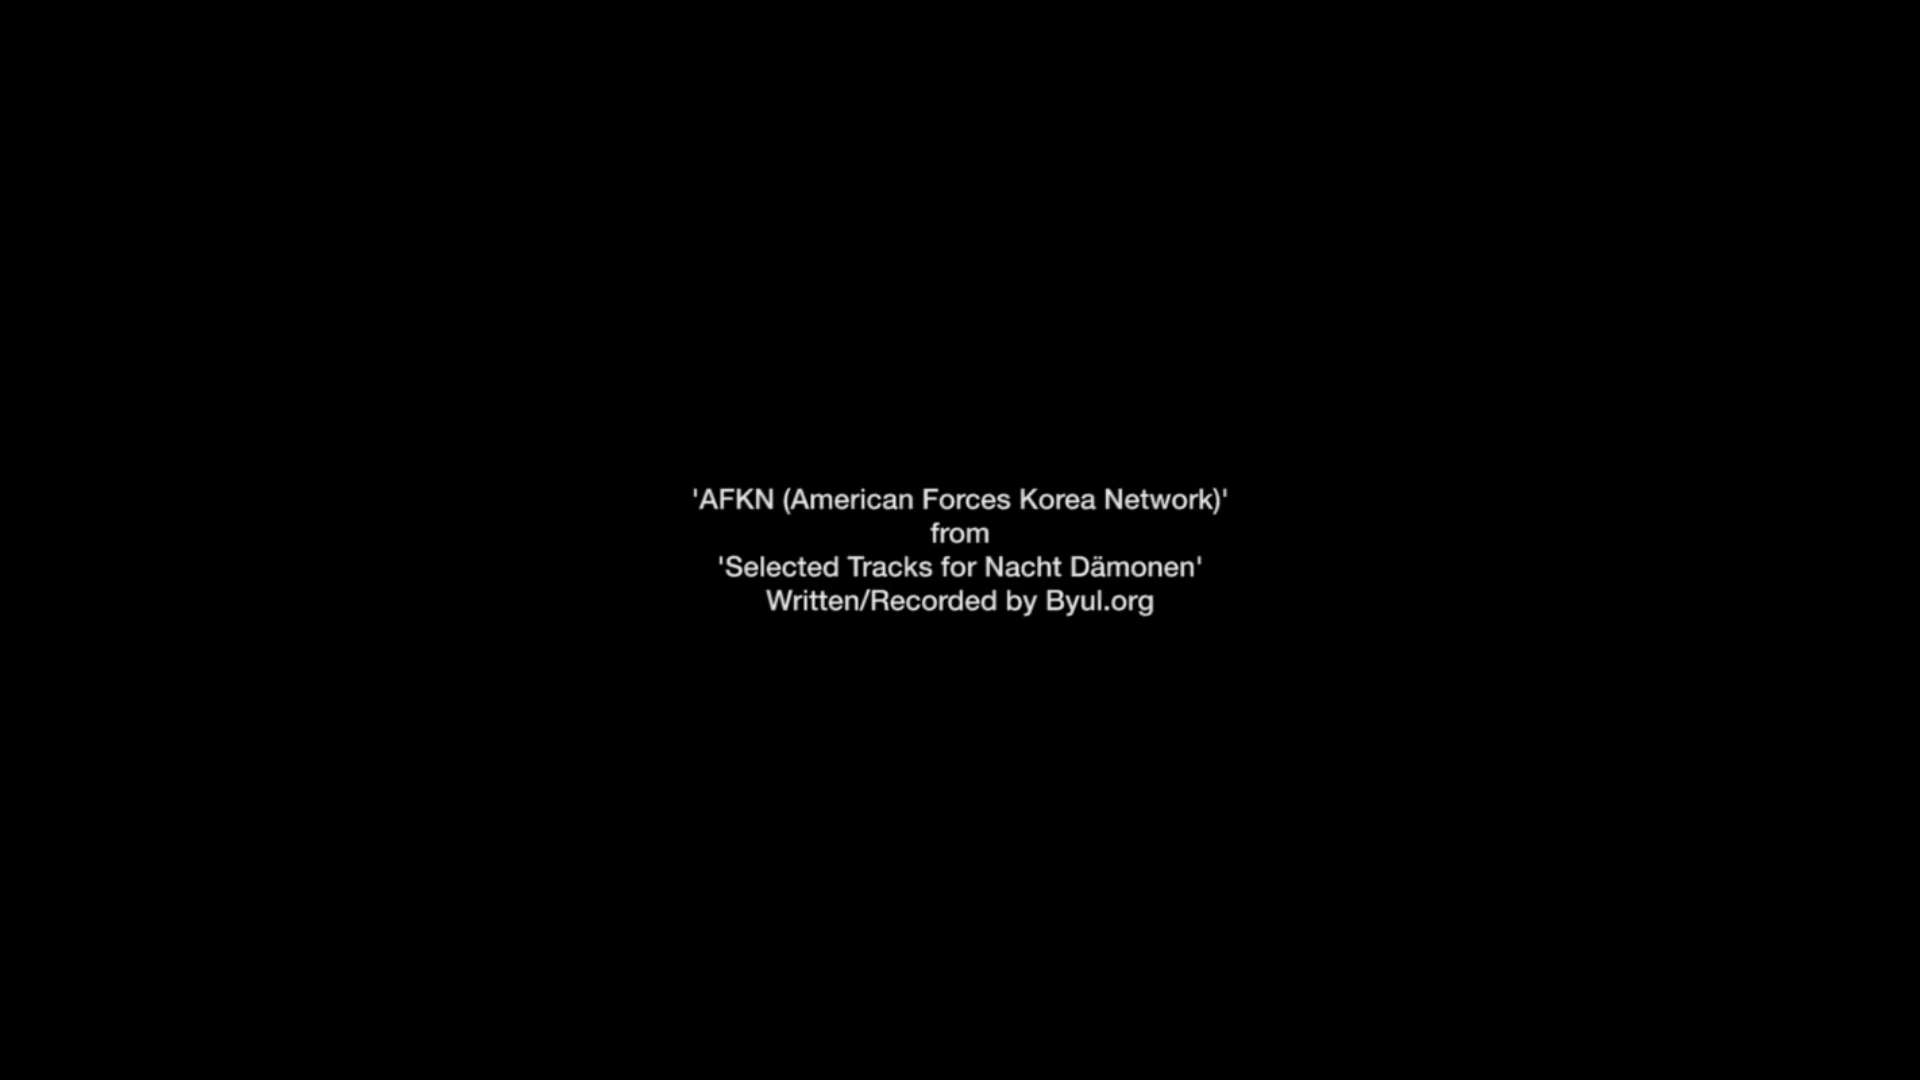 'AFKN (American Forces Korea Network)'
from
'Selected Tracks for Nacht Dämonen'
Written/Recorded by Byul.org